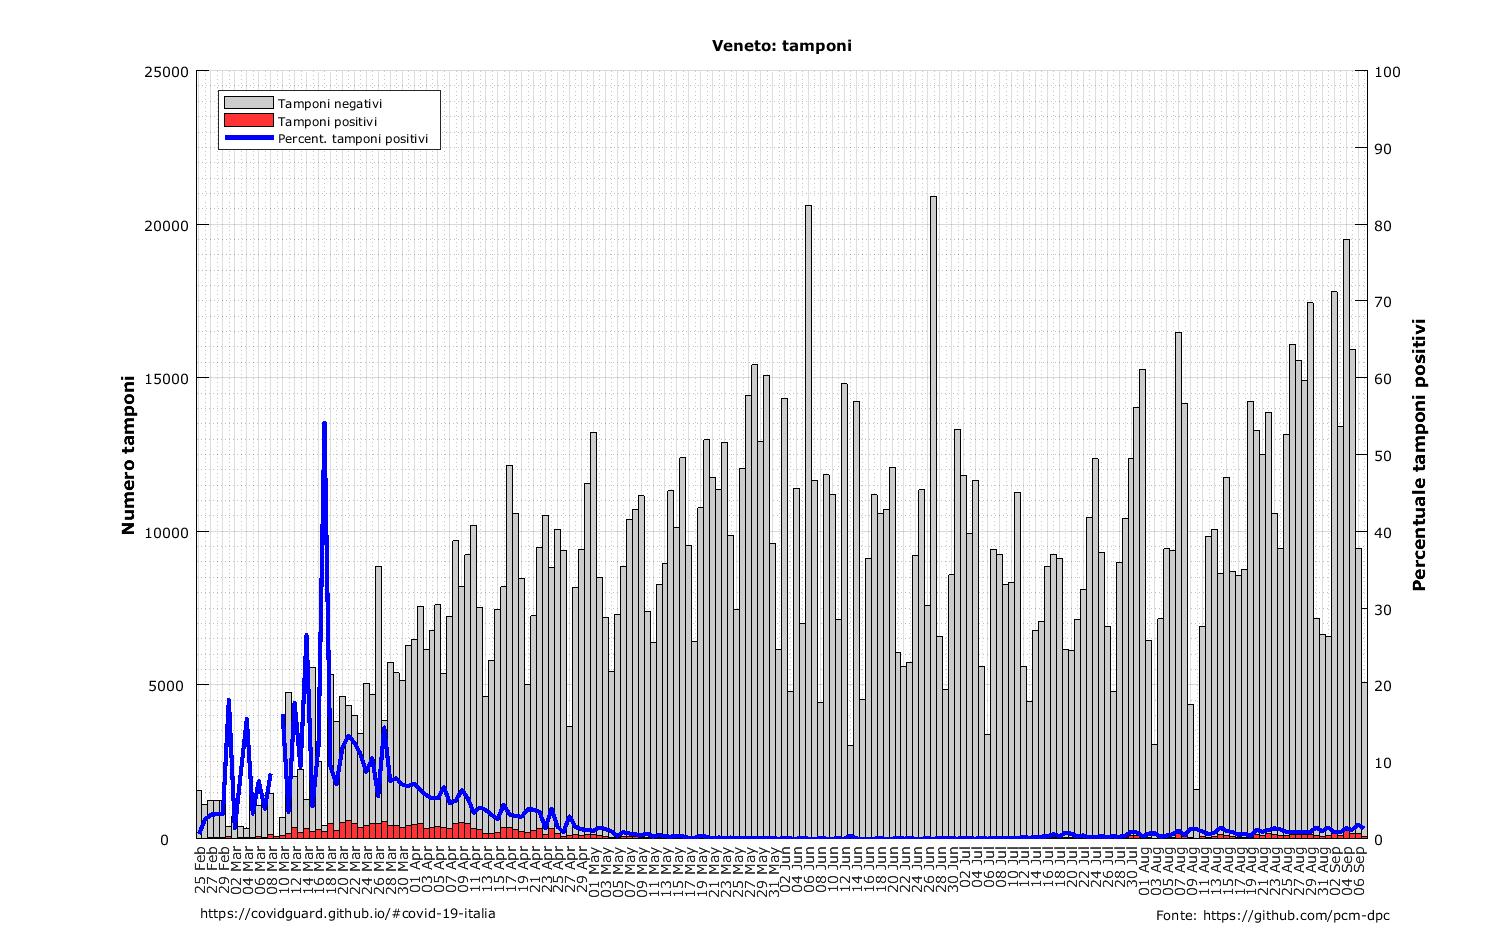 Veneto: tamponi
Numero tamponi
25000
20000
15000
10000
5000
0
Tamponi negativi
Tamponi positivi
Percent. tamponi positivi
100
90
80
70
60
50
40
30
20
10
0
Percentuale tamponi positivi
25 Feb
27 Feb
29 Feb
02 Mar
04 Mar
06 Mar
08 Mar
10 Mar
12 Mar
14 Mar
16 Mar
18 Mar
20 Mar
22 Mar
24 Mar
26 Mar
28 Mar
30 Mar
01 Apr
03 Apr
05 Apr
07 Apr
09 Apr
11 Apr
13 Apr
15 Apr
17 Apr
19 Apr
21 Apr
23 Apr
25 Apr
27 Apr
29 Apr
01 May
03 May
05 May
07 May
09 May
11 May
13 May
15 May
17 May
19 May
21 May
23 May
25 May
27 May
29 May
31 May
02 Jun
04 Jun
06 Jun
08 Jun
10 Jun
12 Jun
14 Jun
16 Jun
18 Jun
20 Jun
22 Jun
24 Jun
26 Jun
28 Jun
30 Jun
02 Jul
04 Jul
06 Jul
08 Jul
10 Jul
12 Jul
14 Jul
16 Jul
18 Jul
20 Jul
22 Jul
24 Jul
26 Jul
28 Jul
30 Jul
01 Aug
03 Aug
05 Aug
07 Aug
09 Aug
11 Aug
13 Aug
15 Aug
17 Aug
19 Aug
21 Aug
23 Aug
25 Aug
27 Aug
29 Aug
31 Aug
02 Sep
04 Sep
06 Sep
https://covidguard.github.io/#covid-19-italia
Fonte: https://github.com/pcm-dpc